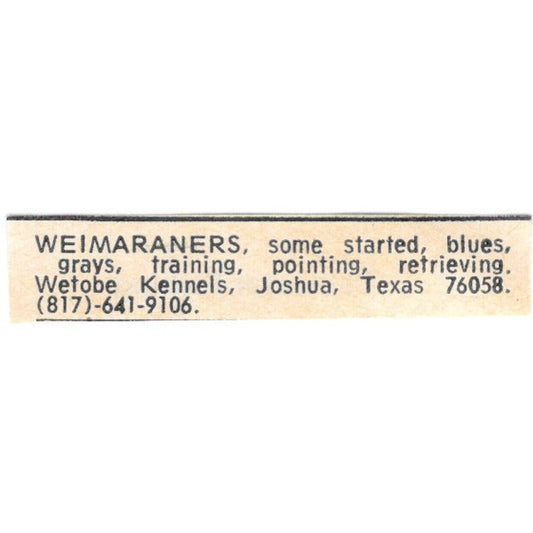 WEIMARANERS, some started, blues,
grays, training, pointing, retrieving.
Wetobe Kennels, Joshua, Texas 76058.
(817)-641-9106.